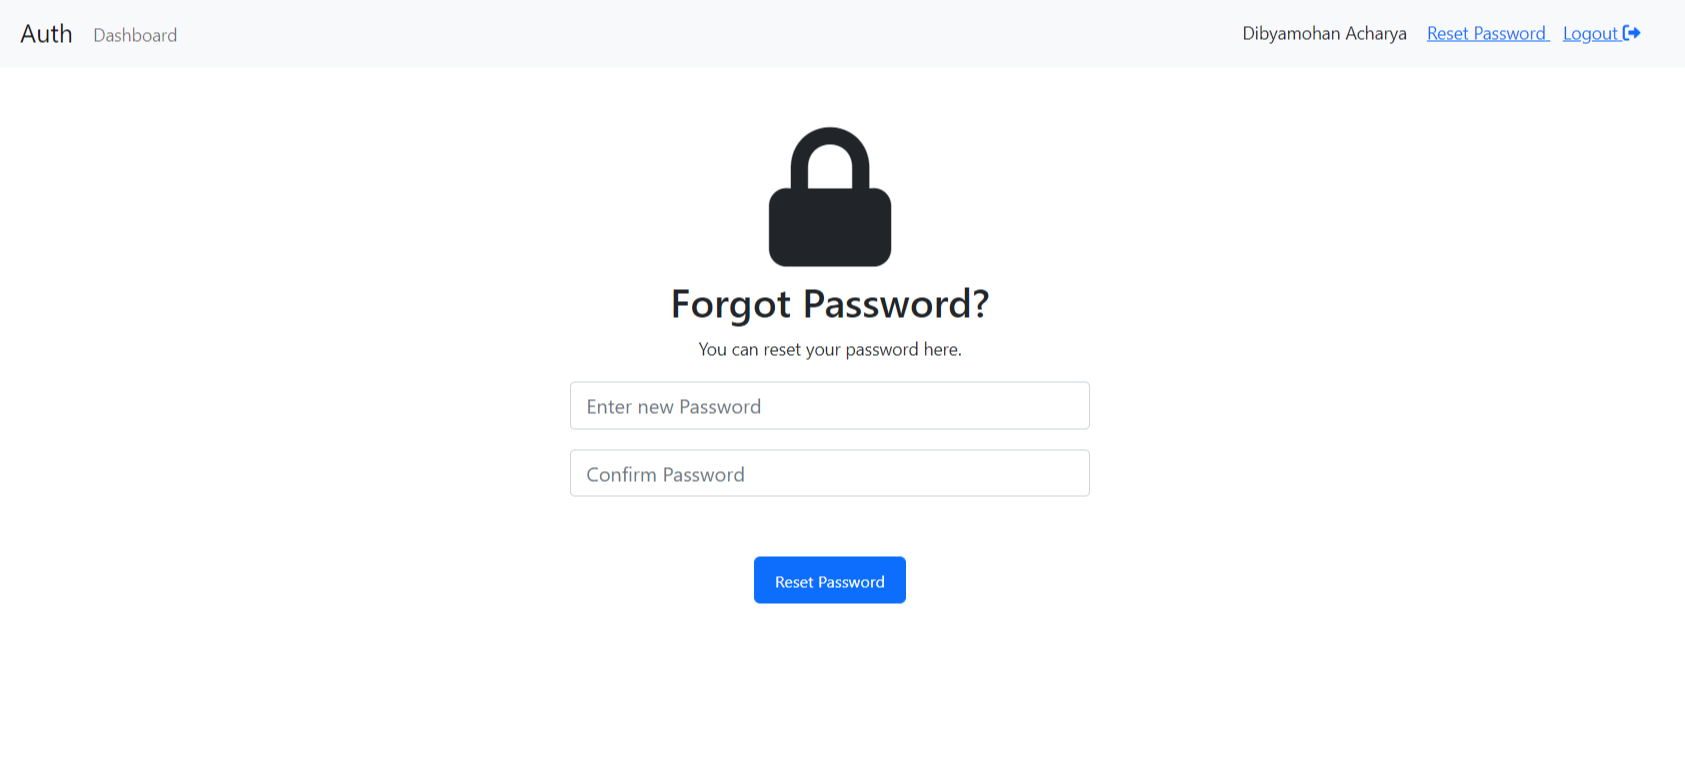 Auth Dashboard Dibyamohan Acharya Reset Password Logout
Forgot Password?
You can reset your password here.
Enter new Password
Confirm Password
Reset Password